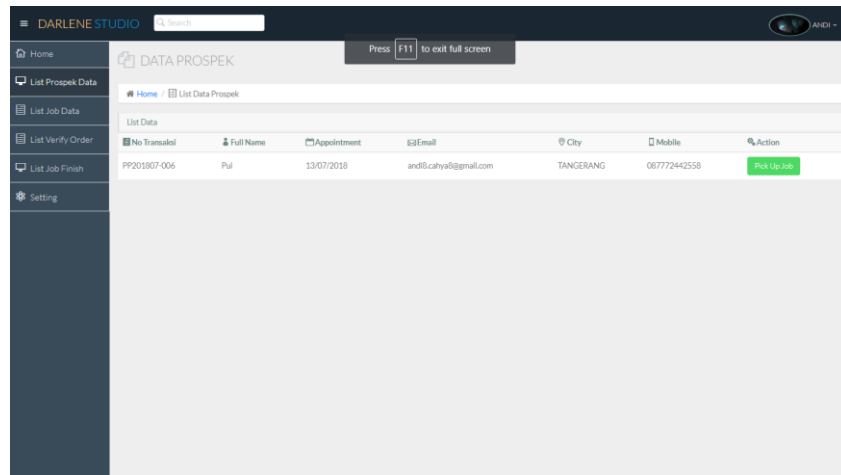 DARLENE STUDIO Search ANDI
Press F11 to exit full screen
Home
DATA PROSPEK
List Prospek Data
Home / List Data Prospek
List Job Data
List Data
List Verify Order
No Transaksi Full Name Appointment Email City Mobile Action
List Job Finish
PP201807-006 Pul 13/07/2018 andi8.cahya8@gmail.com TANGERANG 087772442558 Pick Up Job
Setting